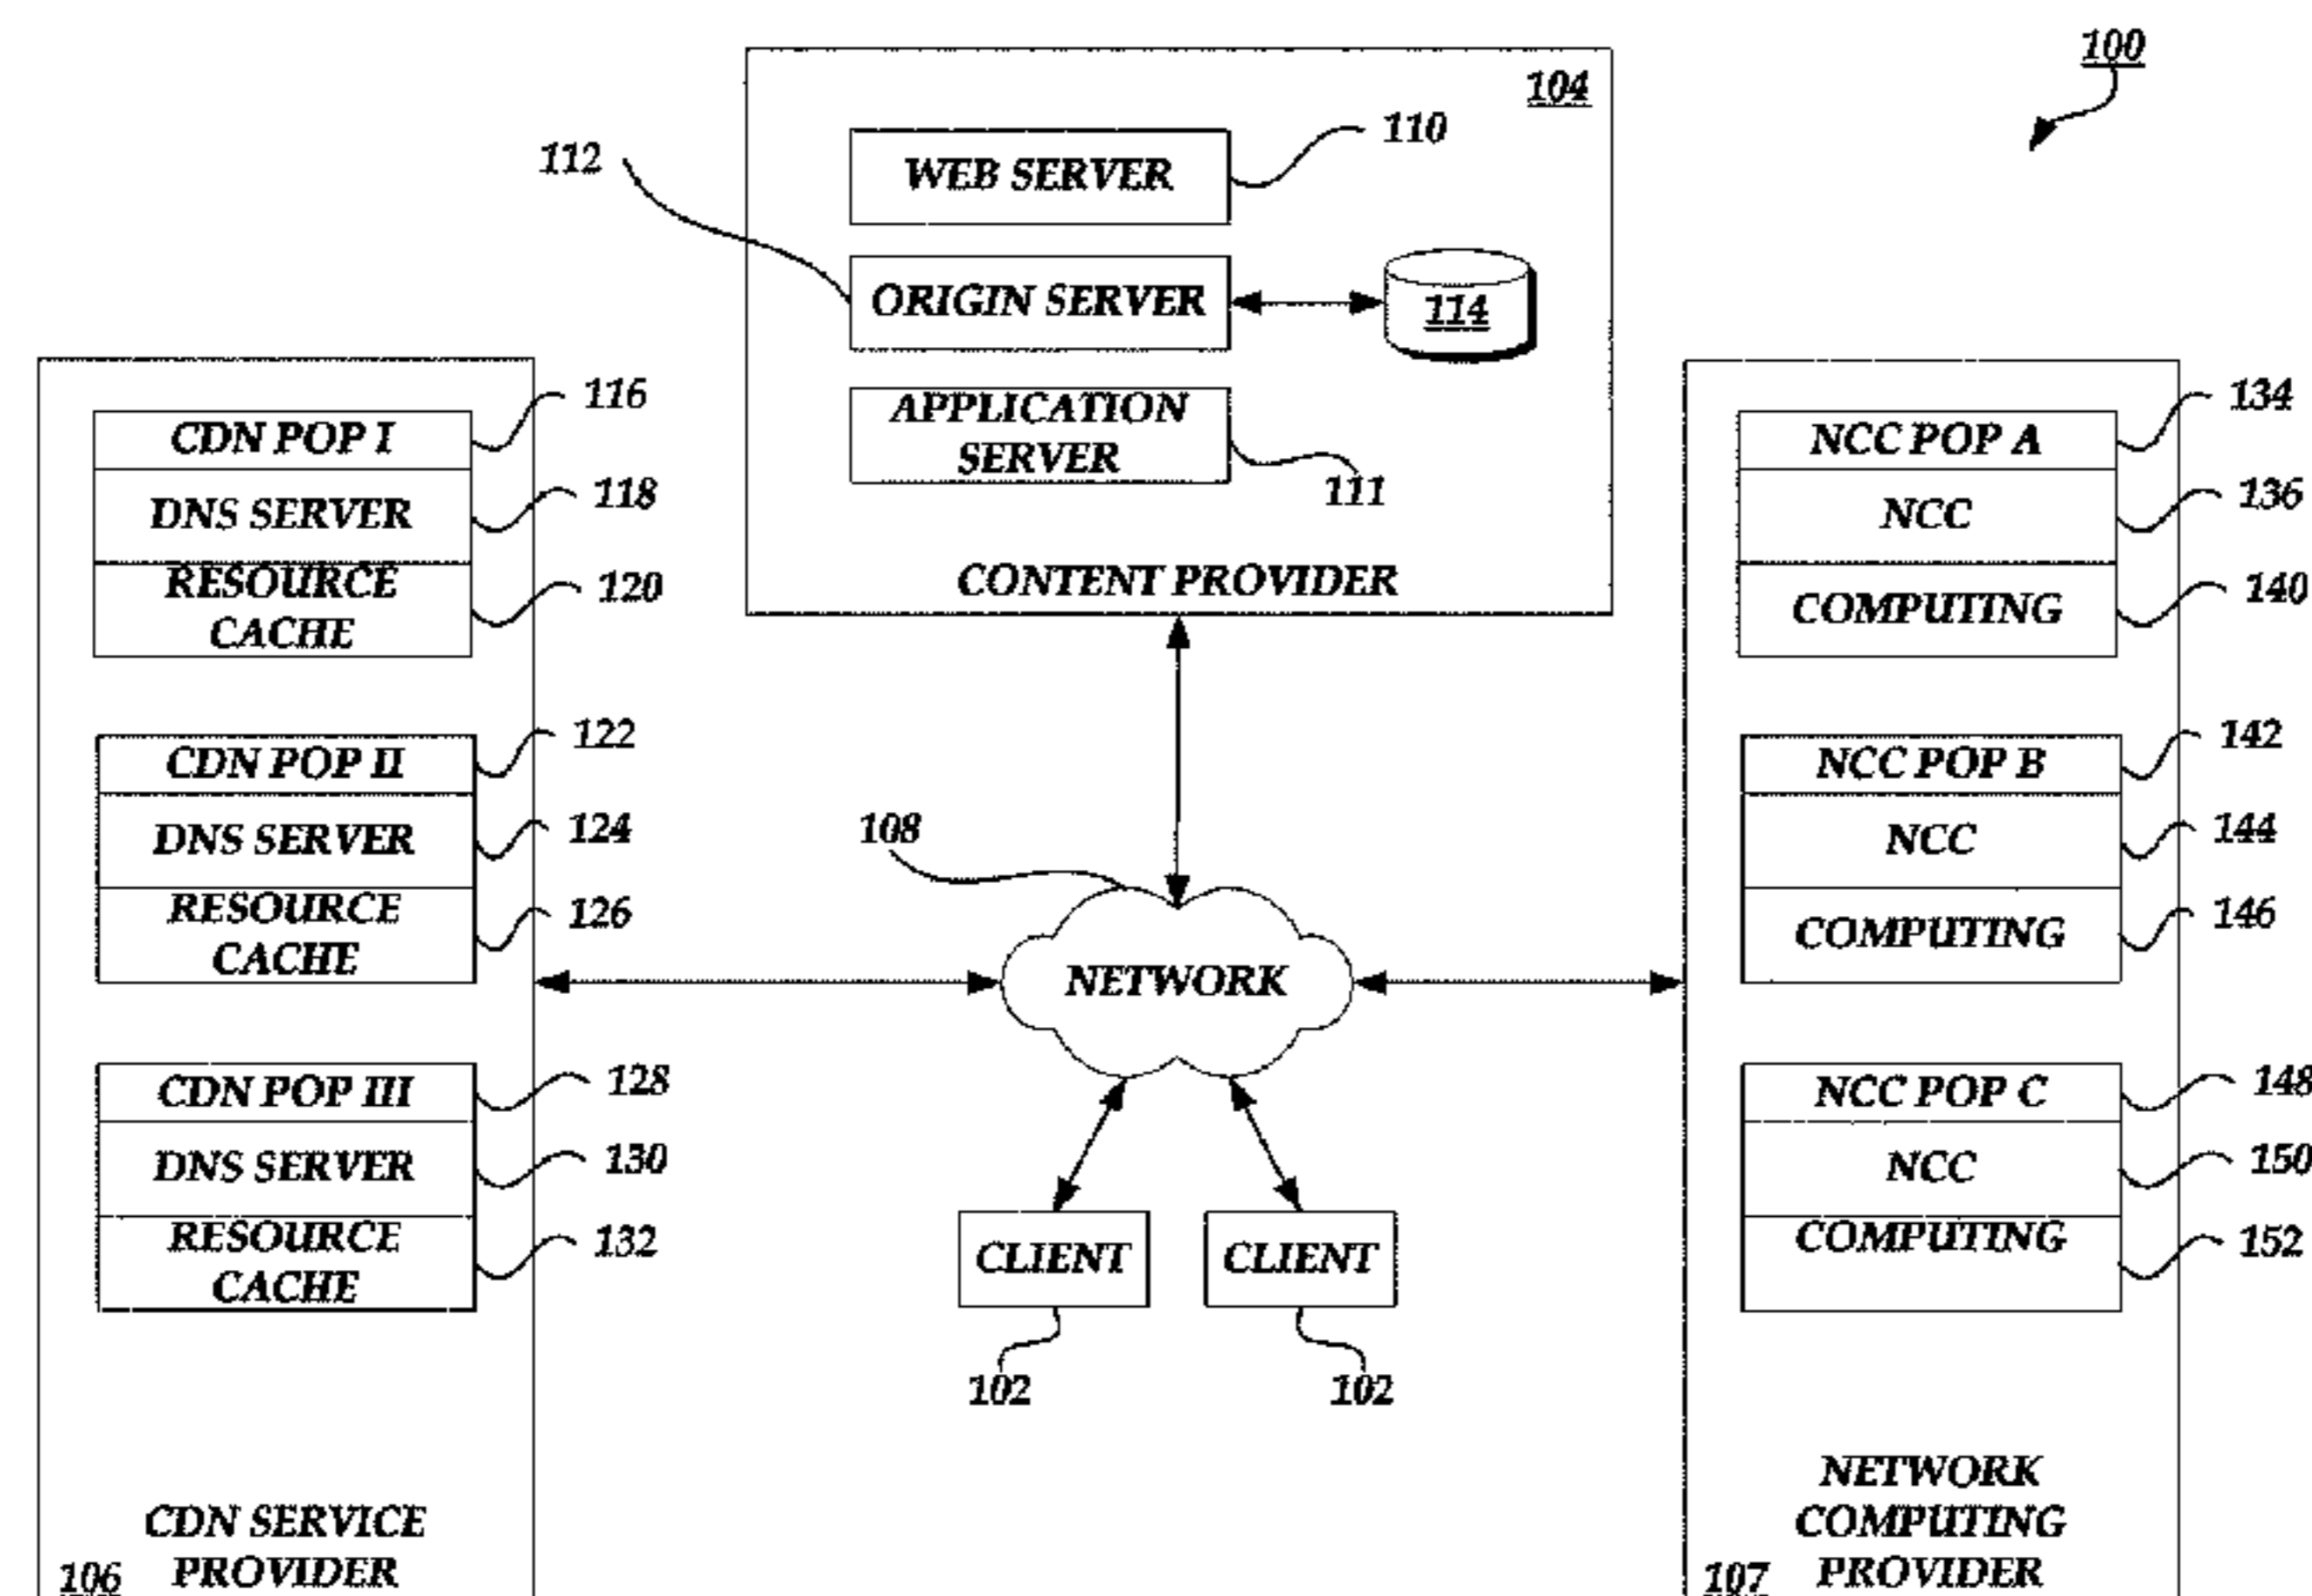 100
104
112
WEB SERVER
110
ORIGIN SERVER
114
APPLICATION
SERVER
111
CONTENT PROVIDER
CDN POP I
116
DNS SERVER
118
RESOURCE
CACHE
120
CDN POP II
122
DNS SERVER
124
RESOURCE
CACHE
126
CDN POP III
128
DNS SERVER
130
RESOURCE
CACHE
132
CDN SERVICE
PROVIDER
106
108
NETWORK
CLIENT
CLIENT
102
102
NCC POP A
134
NCC
136
COMPUTING
140
NCC POP B
142
NCC
144
COMPUTING
146
NCC POP C
148
NCC
150
COMPUTING
152
NETWORK
COMPUTING
PROVIDER
107